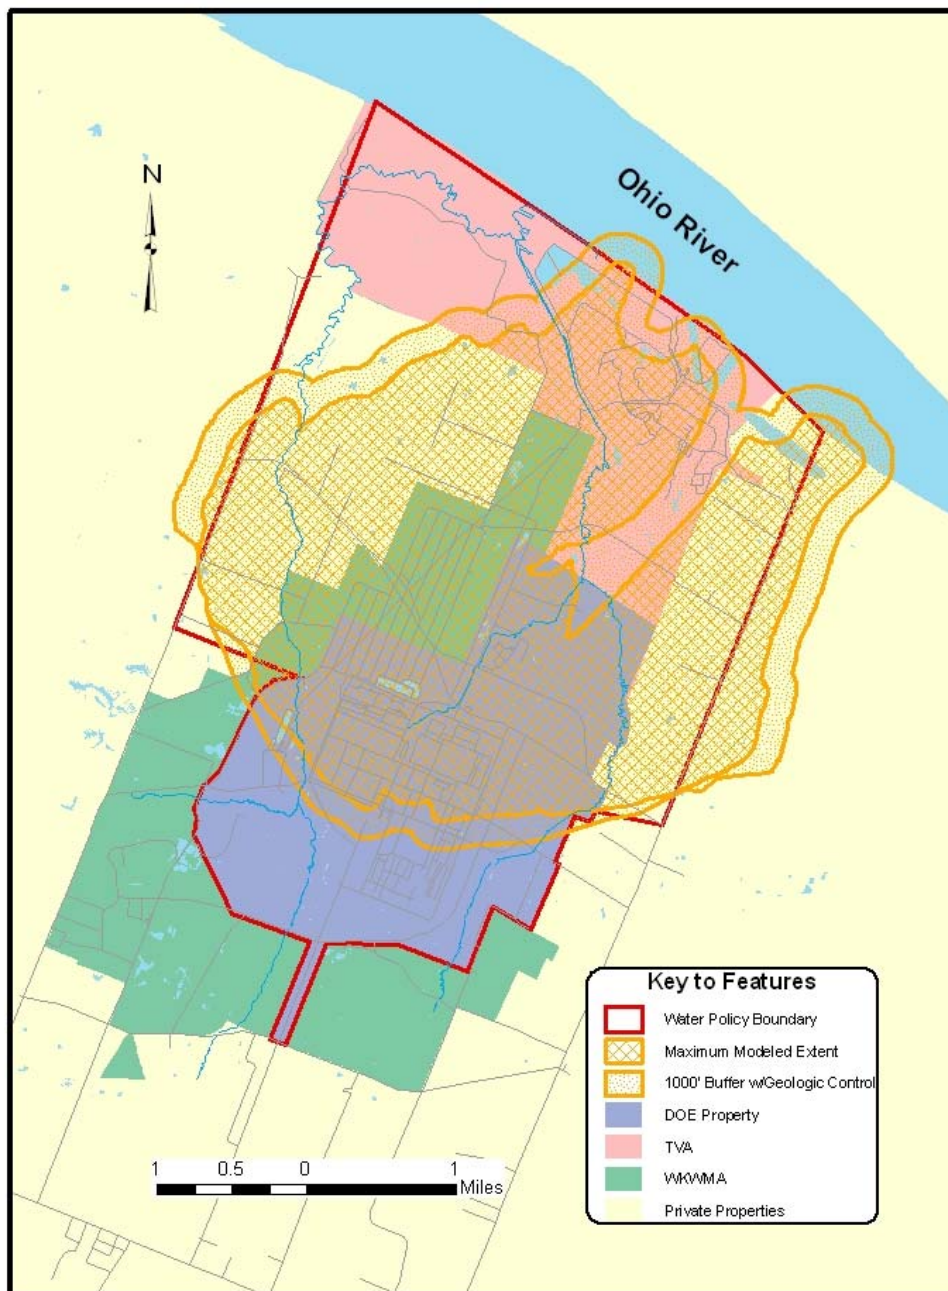 N
Ohio River
Key to Features
Water Policy Boundary
Maximum Modeled Extent
1000' Buffer w/Geologic Control
DOE Property
TVA
WKWMA
Private Properties
1 0.5 0 1
Miles